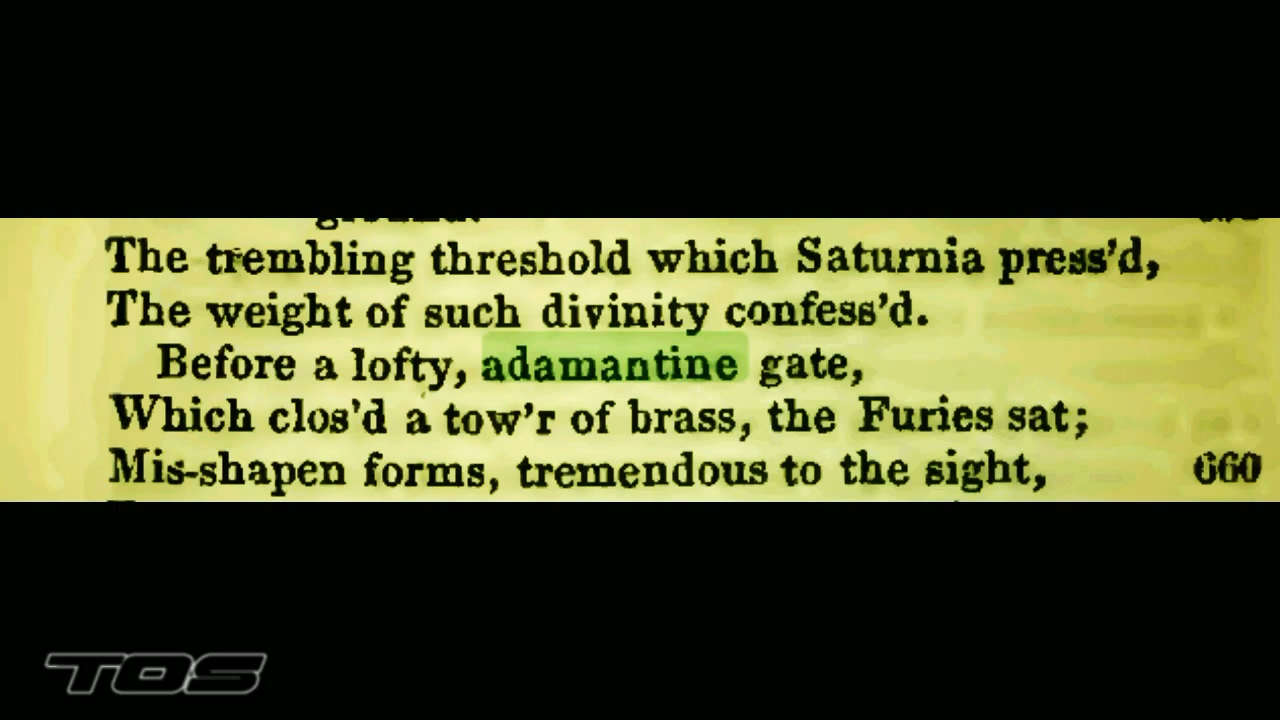 ground.
The trembling threshold which Saturnia press'd,
The weight of such divinity confess'd.
Before a lofty, adamantine gate,
Which clos'd a tow'r of brass, the Furies sat;
Mis-shapen forms, tremendous to the sight, 660
TOS